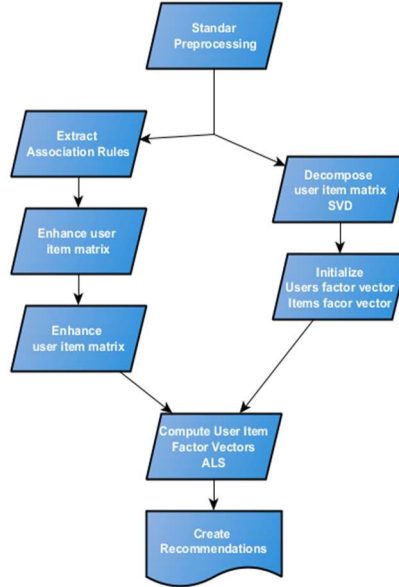 Standar
Preprocessing
Extract
Association Rules
Decompose
user item matrix
SVD
Enhance user
item matrix
Initialize
Users factor vector
Items facor vector
Enhance
user item matrix
Compute User Item
Factor Vectors
ALS
Create
Recommendations